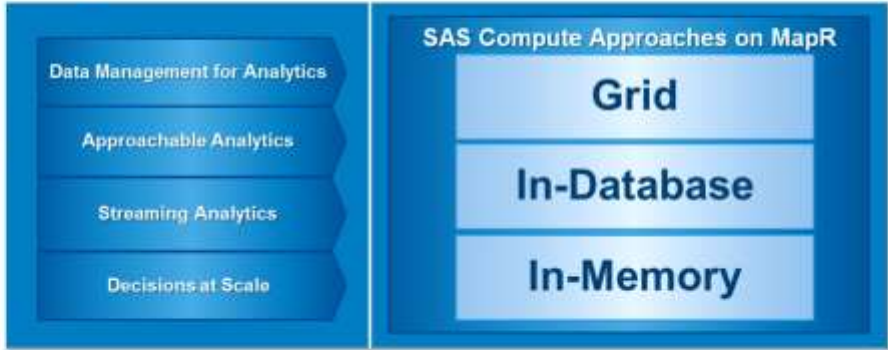 Data Management for Analytics
Approachable Analytics
Streaming Analytics
Decisions at Scale
SAS Compute Approaches on MapR
Grid
In-Database
In-Memory